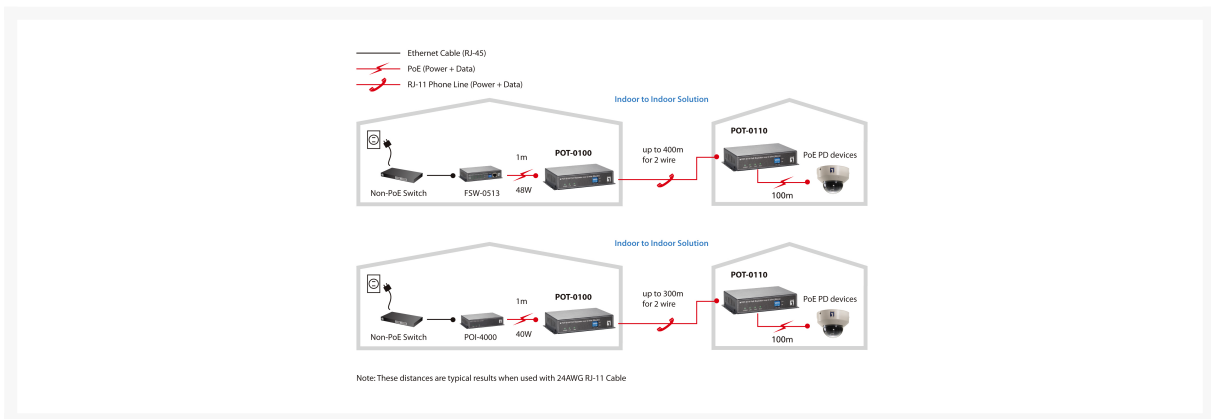 Ethernet Cable (RJ-45)
PoE (Power + Data)
RJ-11 Phone Line (Power + Data)
Indoor to Indoor Solution
POT-0110
1m
POT-0100
up to 400m
for 2 wire
PoE PD devices
Non-PoE Switch
FSW-0513
48W
100m
Indoor to Indoor Solution
POT-0110
1m
POT-0100
up to 300m
for 2 wire
PoE PD devices
Non-PoE Switch
POI-4000
40W
100m
Note: These distances are typical results when used with 24AWG RJ-11 Cable